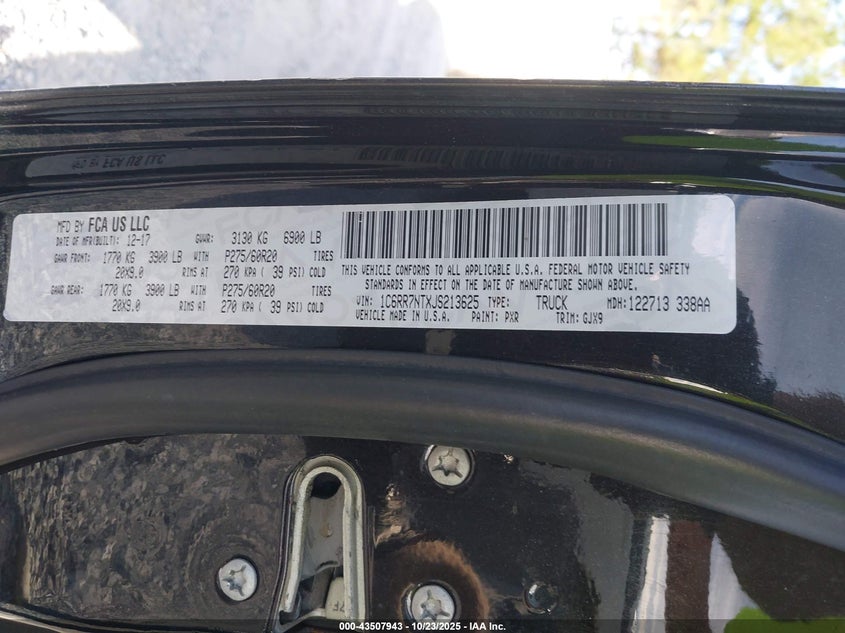 MFD BY FCA US LLC
DATE OF MFR(BUILT): 12-17 GVWR: 3130 KG 6900 LB
GAWR FRONT: 1770 KG 3900 LB WITH P275/60R20 TIRES
20X9.0 RIMS AT 270 KPA ( 39 PSI) COLD
GAWR REAR: 1770 KG 3900 LB WITH P275/60R20 TIRES
20X9.0 RIMS AT 270 KPA ( 39 PSI) COLD
THIS VEHICLE CONFORMS TO ALL APPLICABLE U.S.A. FEDERAL MOTOR VEHICLE SAFETY
STANDARDS IN EFFECT ON THE DATE OF MANUFACTURE SHOWN ABOVE.
VIN: 1C6RR7NTXJS213625 TYPE: TRUCK MDH: 122713 338AA
VEHICLE MADE IN U.S.A. PAINT: PXR TRIM: GJX9
000-43507943 / 10/23/2025 / IAA Inc.